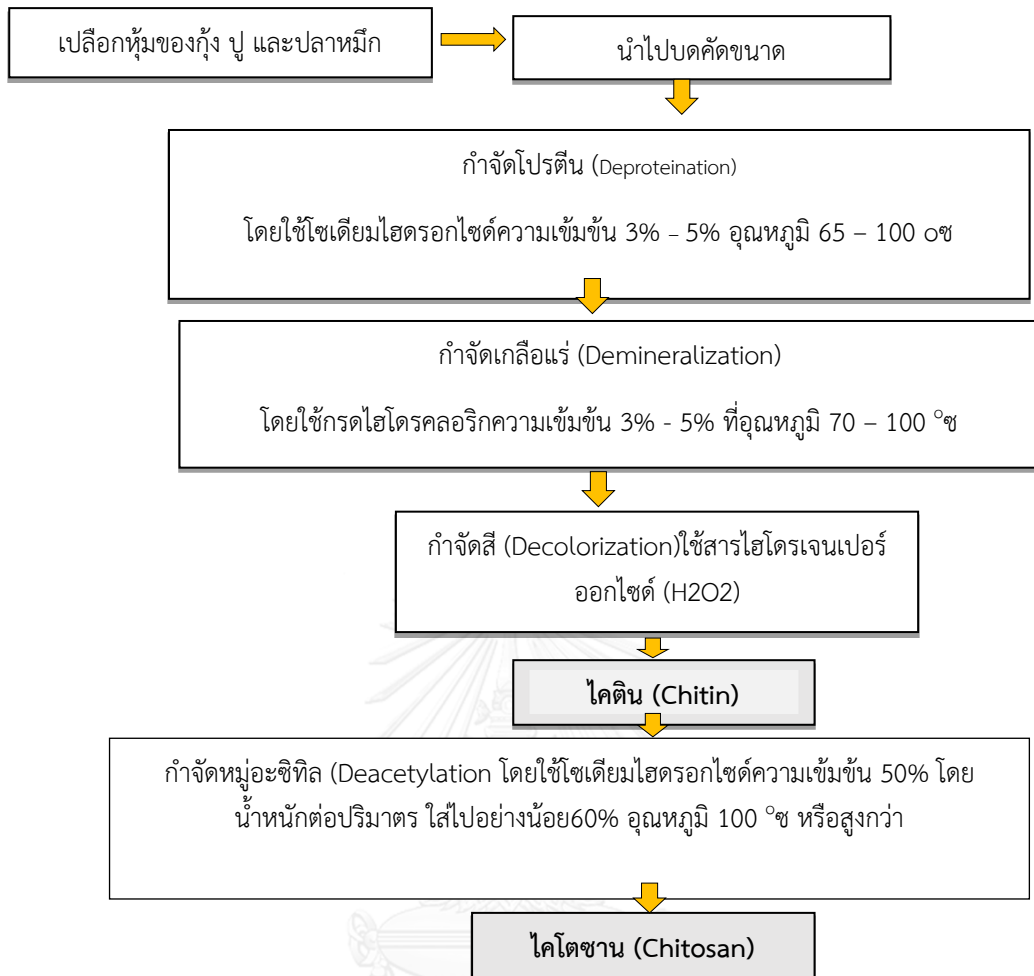 เปลือกหุ้มของกุ้ง ปู และปลาหมึก
นำไปบดคัดขนาด
กำจัดโปรตีน (Deproteination)
โดยใช้โซเดียมไฮดรอกไซด์ความเข้มข้น 3% – 5% อุณหภูมิ 65 – 100 oซ
กำจัดเกลือแร่ (Demineralization)
โดยใช้กรดไฮโดรคลอริกความเข้มข้น 3% - 5% ที่อุณหภูมิ 70 – 100 °ซ
กำจัดสี (Decolorization)ใช้สารไฮโดรเจนเปอร์
ออกไซด์ (H2O2)
ไคติน (Chitin)
กำจัดหมู่อะซิทิล (Deacetylation โดยใช้โซเดียมไฮดรอกไซด์ความเข้มข้น 50% โดย
น้ำหนักต่อปริมาตร ใส่ไปอย่างน้อย60% อุณหภูมิ 100 °ซ หรือสูงกว่า
ไคโตซาน (Chitosan)